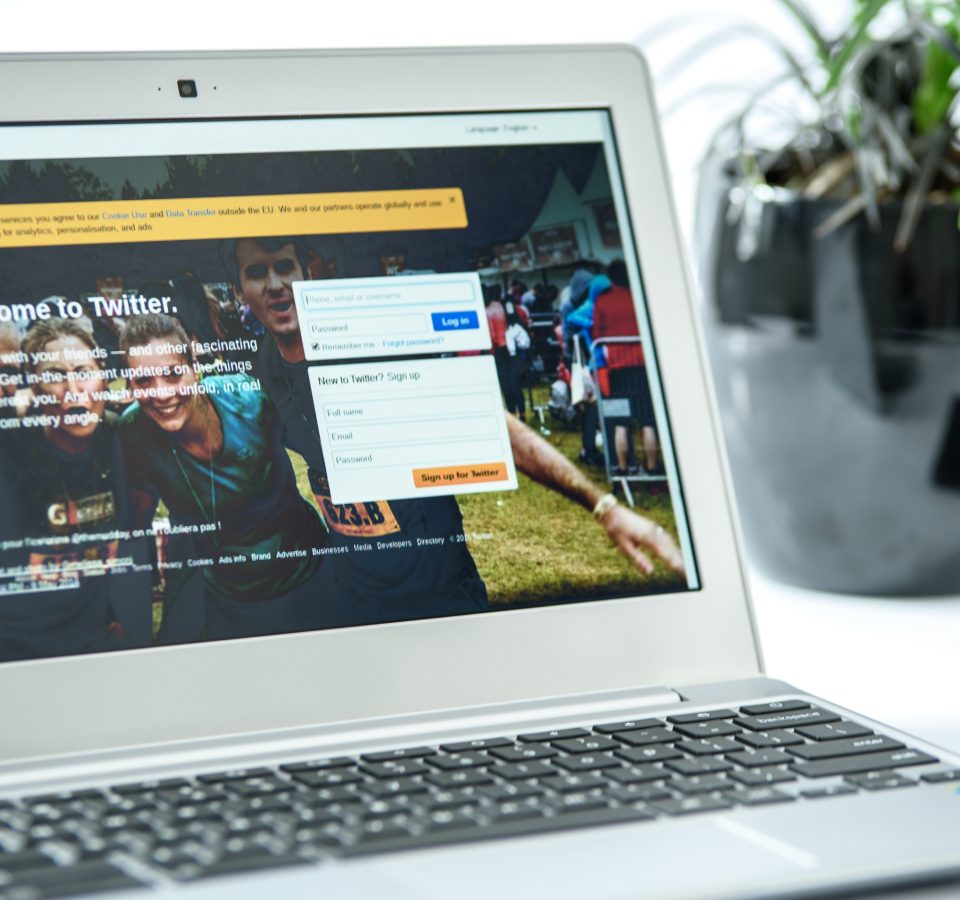 Language: English
services you agree to our Cookie Use and Data Transfer outside the EU. We and our partners operate globally and use
for analytics, personalisation, and ads.
ome to Twitter.
with your friends — and other fascinating
Get in-the-moment updates on the things
you. And watch events unfold, in real
om every angle.
Phone, email or username
Password
Log in
Remember me · Forgot password?
New to Twitter? Sign up
Full name
Email
Password
Sign up for Twitter
623.B
pour @themudday, on ne l'oubliera pas !
Terms Privacy Cookies Ads info Brand Advertise Businesses Media Developers Directory Twitter
backspace
enter